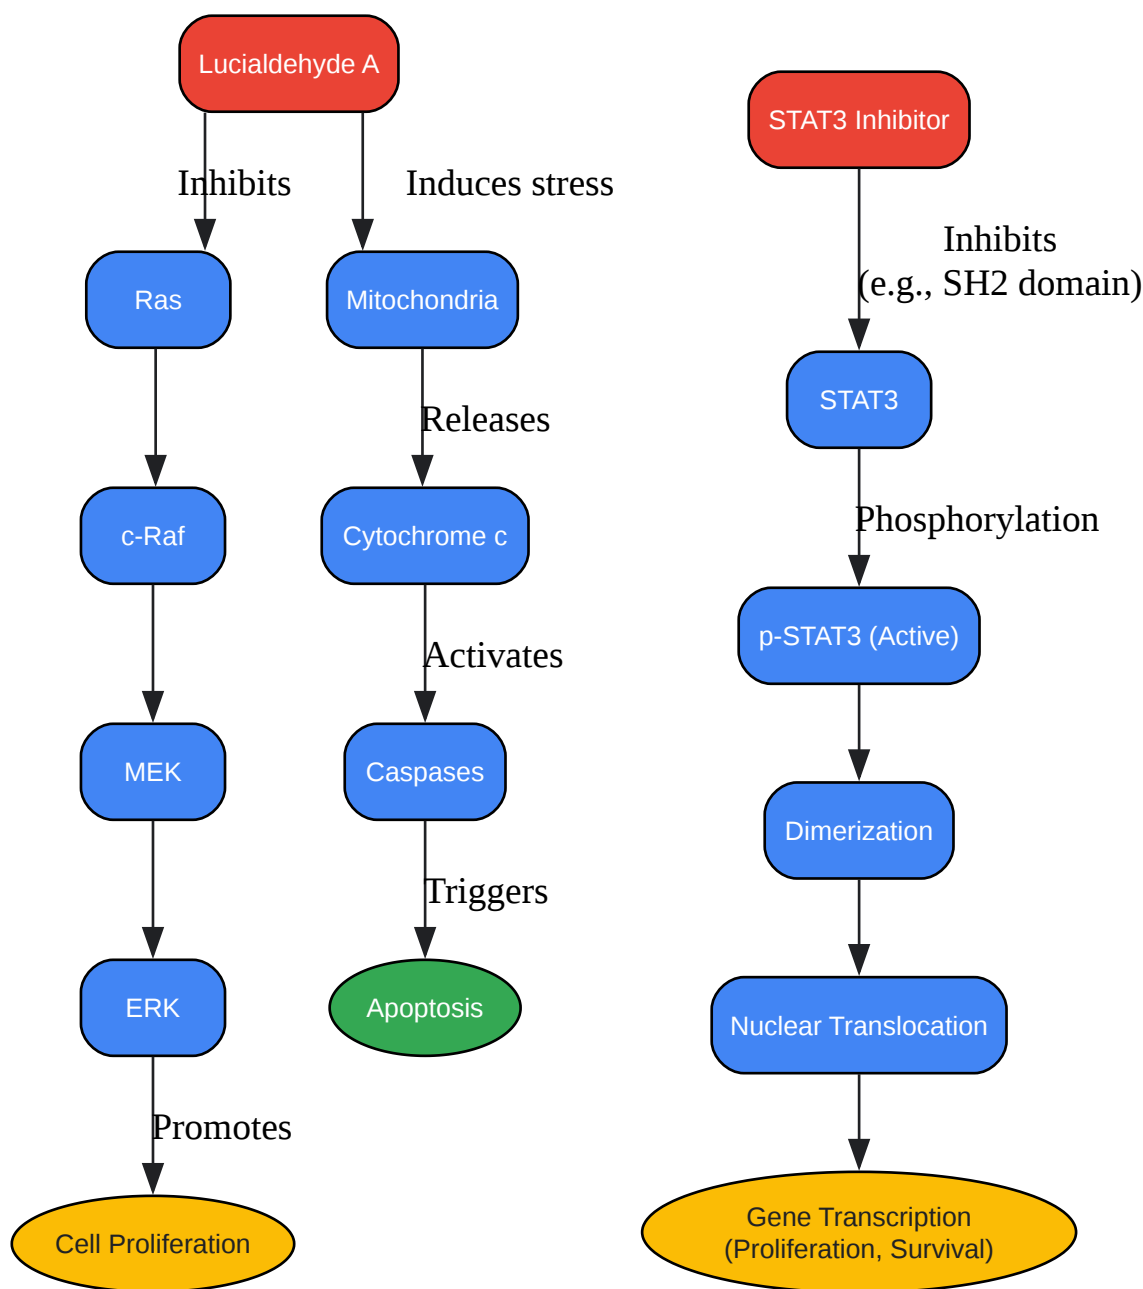 Lucialdehyde A
Inhibits
Induces stress
Ras
Mitochondria
Releases
c-Raf
Cytochrome c
Activates
MEK
Caspases
Triggers
ERK
Apoptosis
Promotes
Cell Proliferation
STAT3 Inhibitor
Inhibits
(e.g., SH2 domain)
STAT3
Phosphorylation
p-STAT3 (Active)
Dimerization
Nuclear Translocation
Gene Transcription
(Proliferation, Survival)